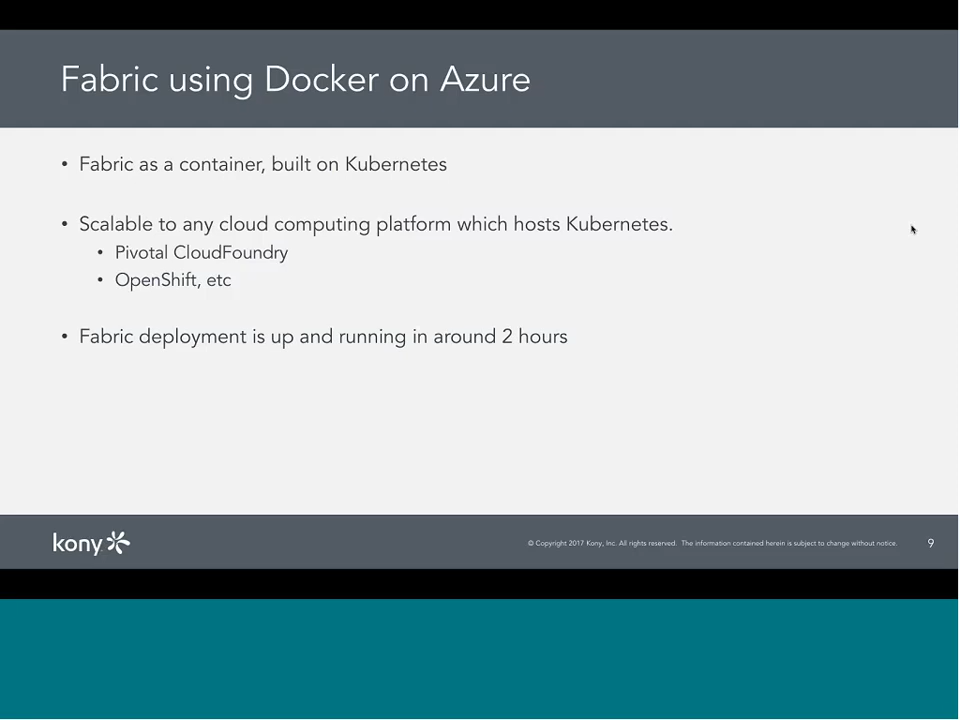 Fabric using Docker on Azure
• Fabric as a container, built on Kubernetes
• Scalable to any cloud computing platform which hosts Kubernetes.
• Pivotal CloudFoundry
• OpenShift, etc
• Fabric deployment is up and running in around 2 hours
kony
© Copyright 2017 Kony, Inc. All rights reserved. The information contained herein is subject to change without notice.
9